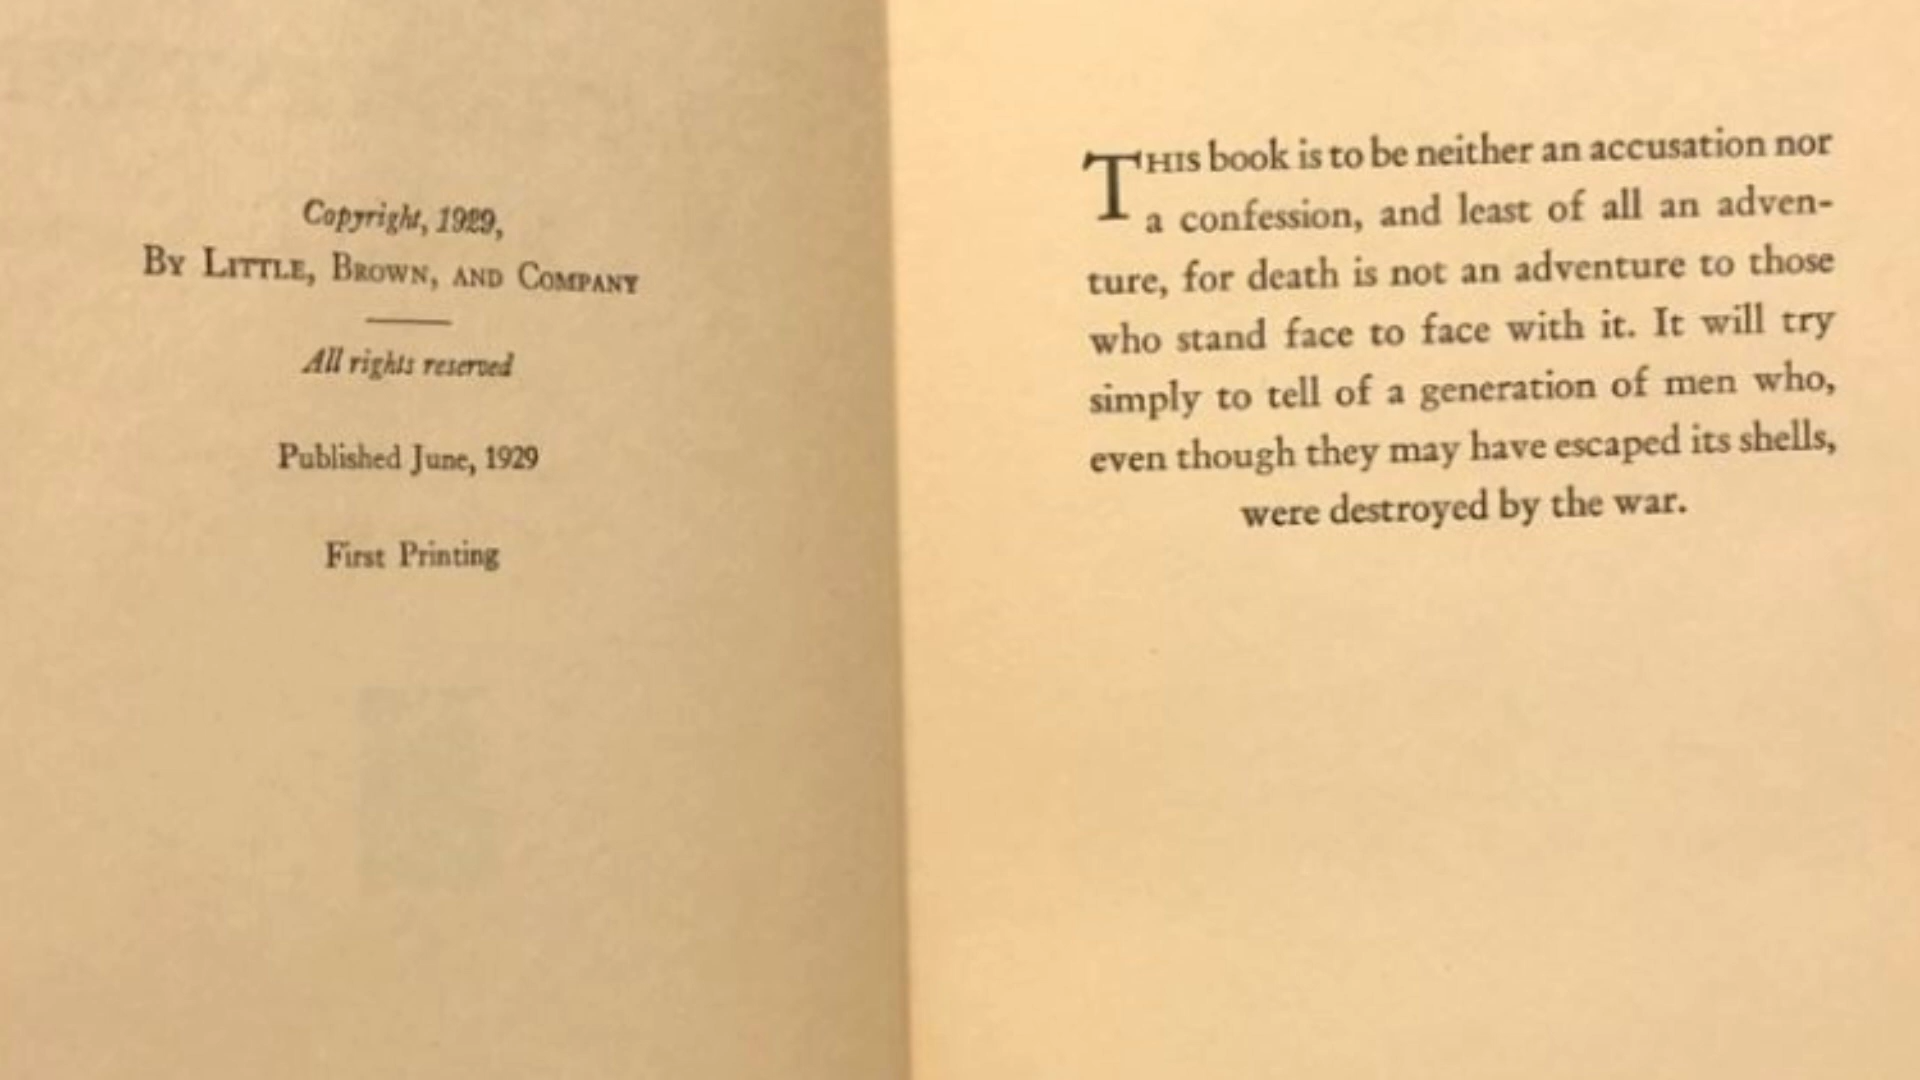 Copyright, 1929,
By Little, Brown, and Company
All rights reserved
Published June, 1929
First Printing
This book is to be neither an accusation nor
a confession, and least of all an adven-
ture, for death is not an adventure to those
who stand face to face with it. It will try
simply to tell of a generation of men who,
even though they may have escaped its shells,
were destroyed by the war.